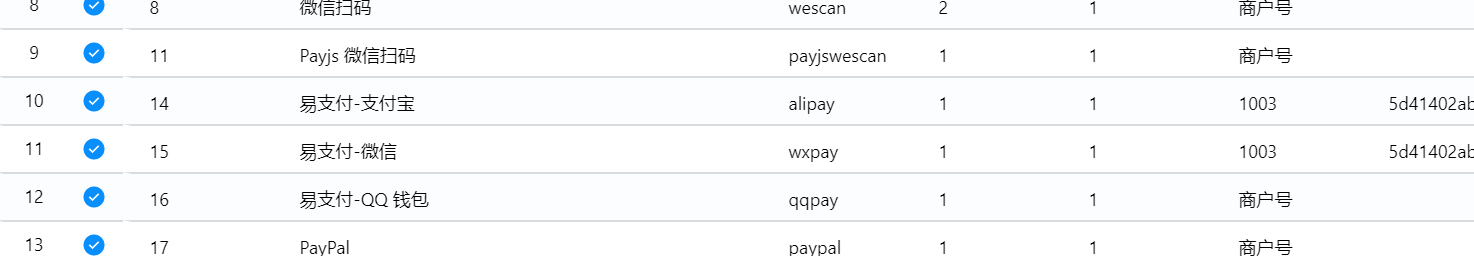 8 8 微信扫码 wescan 2 1 商户号
9 11 Payjs 微信扫码 payjswescan 1 1 商户号
10 14 易支付-支付宝 alipay 1 1 1003 5d41402ab
11 15 易支付-微信 wxpay 1 1 1003 5d41402ab
12 16 易支付-QQ 钱包 qqpay 1 1 商户号
13 17 PayPal paypal 1 1 商户号